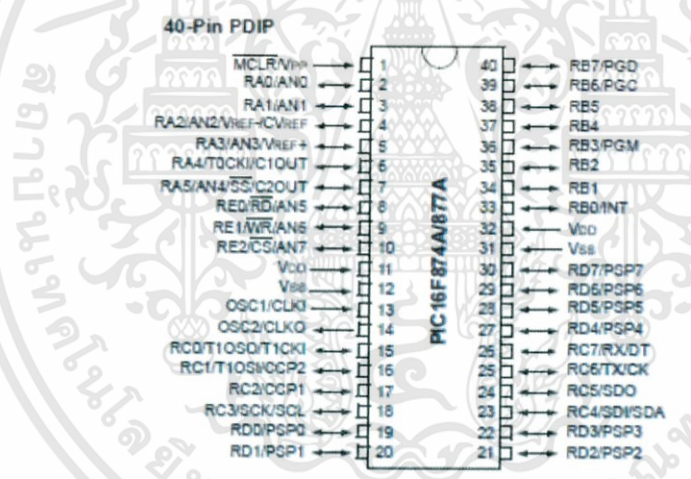 40-Pin PDIP
MCLR/VPP 1 40 RB7/PGD
RA0/AN0 2 39 RB6/PGC
RA1/AN1 3 38 RB5
RA2/AN2/VREF-/CVREF 4 37 RB4
RA3/AN3/VREF+ 5 36 RB3/PGM
RA4/T0CKI/C1OUT 6 35 RB2
RA5/AN4/SS/C2OUT 7 34 RB1
RE0/RD/AN5 8 33 RB0/INT
RE1/WR/AN6 9 32 VDD
RE2/CS/AN7 10 31 VSS
VDD 11 30 RD7/PSP7
VSS 12 29 RD6/PSP6
OSC1/CLKI 13 28 RD5/PSP5
OSC2/CLKO 14 27 RD4/PSP4
RC0/T1OSO/T1CKI 15 26 RC7/RX/DT
RC1/T1OSI/CCP2 16 25 RC6/TX/CK
RC2/CCP1 17 24 RC5/SDO
RC3/SCK/SCL 18 23 RC4/SDI/SDA
RD0/PSP0 19 22 RD3/PSP3
RD1/PSP1 20 21 RD2/PSP2
PIC16F874A/877A